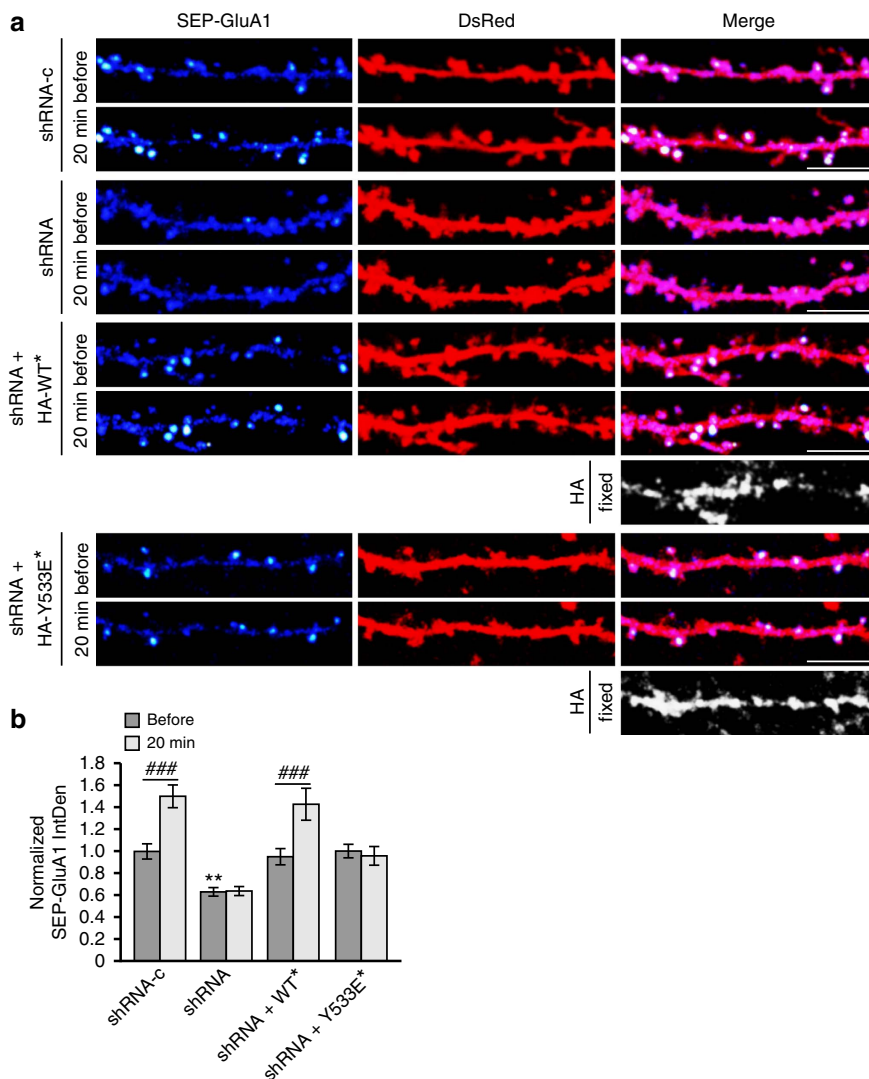 a
SEP-GluA1 DsRed Merge
shRNA-c
20 min before
shRNA
20 min before
shRNA +
HA-WT*
20 min before
HA
fixed
shRNA +
HA-Y533E*
20 min before
HA
fixed
b
Before
20 min
Normalized
SEP-GluA1 IntDen
1.8
1.6
1.4
1.2
1.0
0.8
0.6
0.4
0.2
0
###
**
###
shRNA-c
shRNA
shRNA + WT*
shRNA + Y533E*